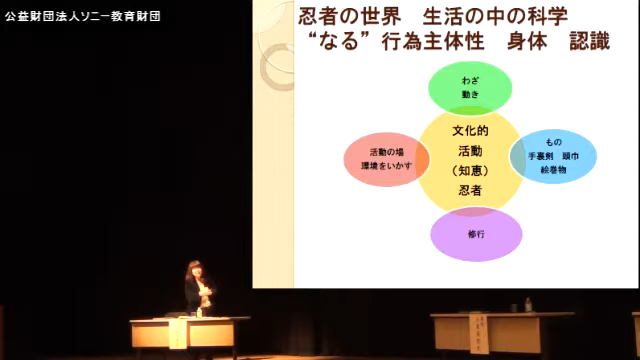 公益財団法人ソニー教育財団
忍者の世界　生活の中の科学
“なる”行為主体性　身体　認識
わざ
動き
文化的
活動
（知恵）
忍者
活動の場
環境をいかす
もの
手裏剣　頭巾
絵巻物
修行